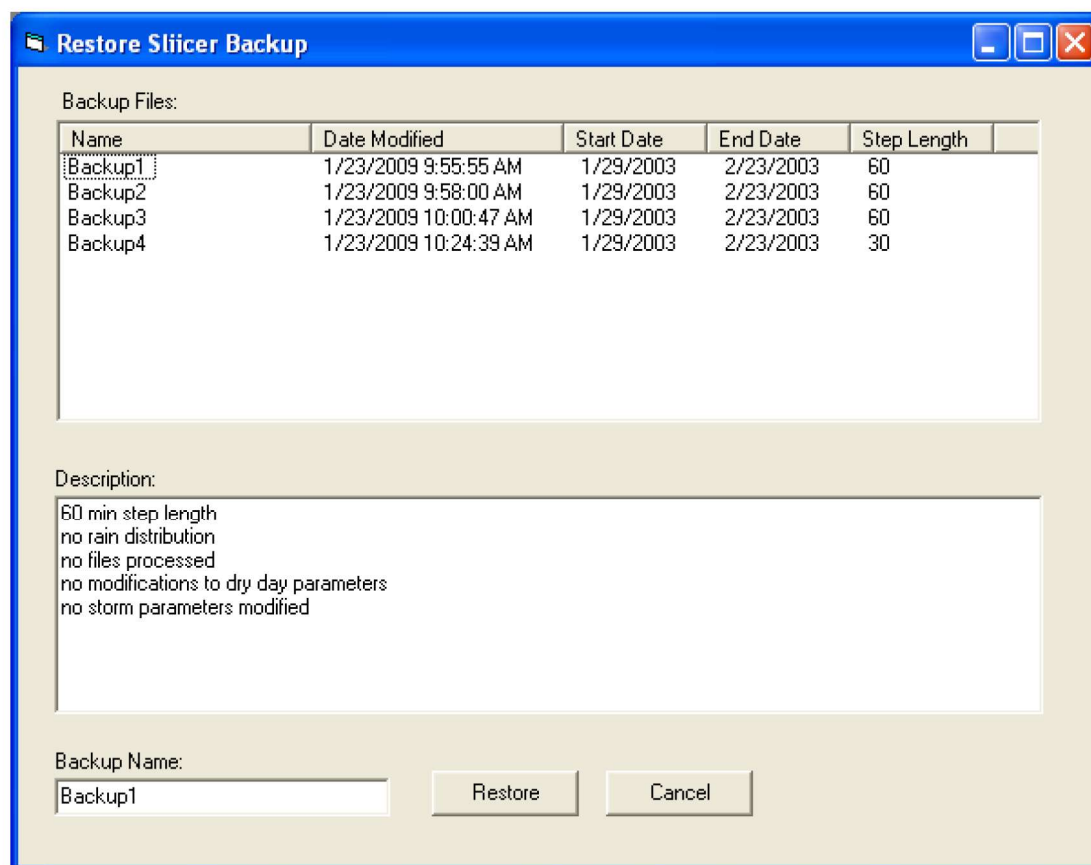 Restore Sliicer Backup
Backup Files:
Name Date Modified Start Date End Date Step Length
Backup1 1/23/2009 9:55:55 AM 1/29/2003 2/23/2003 60
Backup2 1/23/2009 9:58:00 AM 1/29/2003 2/23/2003 60
Backup3 1/23/2009 10:00:47 AM 1/29/2003 2/23/2003 60
Backup4 1/23/2009 10:24:39 AM 1/29/2003 2/23/2003 30
Description:
60 min step length
no rain distribution
no files processed
no modifications to dry day parameters
no storm parameters modified
Backup Name:
Backup1 Restore Cancel